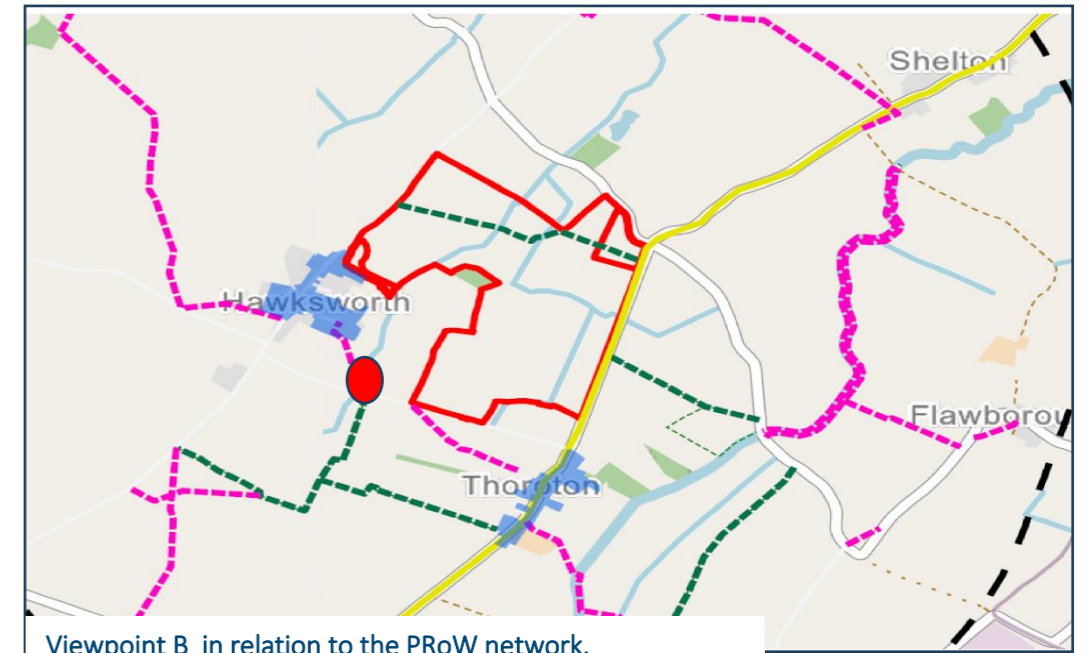 Shelton
Hawksworth
Flawborou
Thoroton
Viewpoint B in relation to the PRoW network.